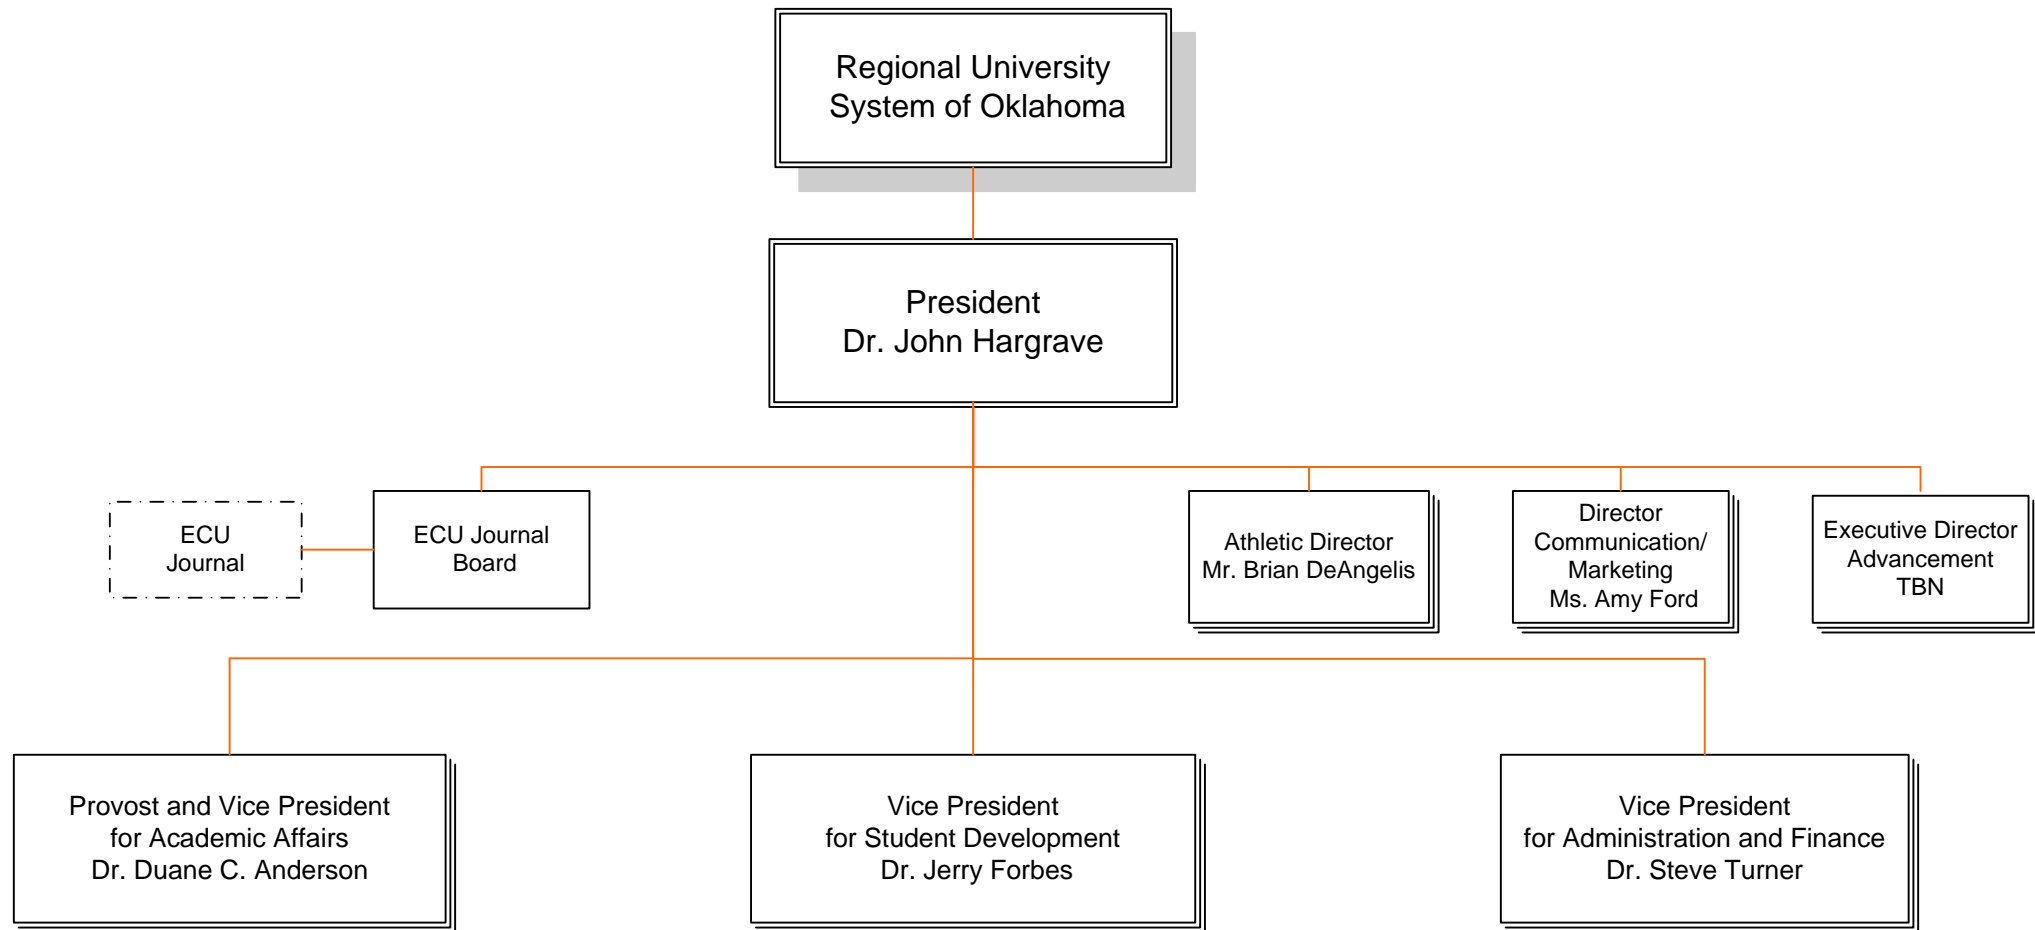 Regional University
System of Oklahoma
President
Dr. John Hargrave
ECU
Journal
ECU Journal
Board
Athletic Director
Mr. Brian DeAngelis
Director
Communication/
Marketing
Ms. Amy Ford
Executive Director
Advancement
TBN
Provost and Vice President
for Academic Affairs
Dr. Duane C. Anderson
Vice President
for Student Development
Dr. Jerry Forbes
Vice President
for Administration and Finance
Dr. Steve Turner